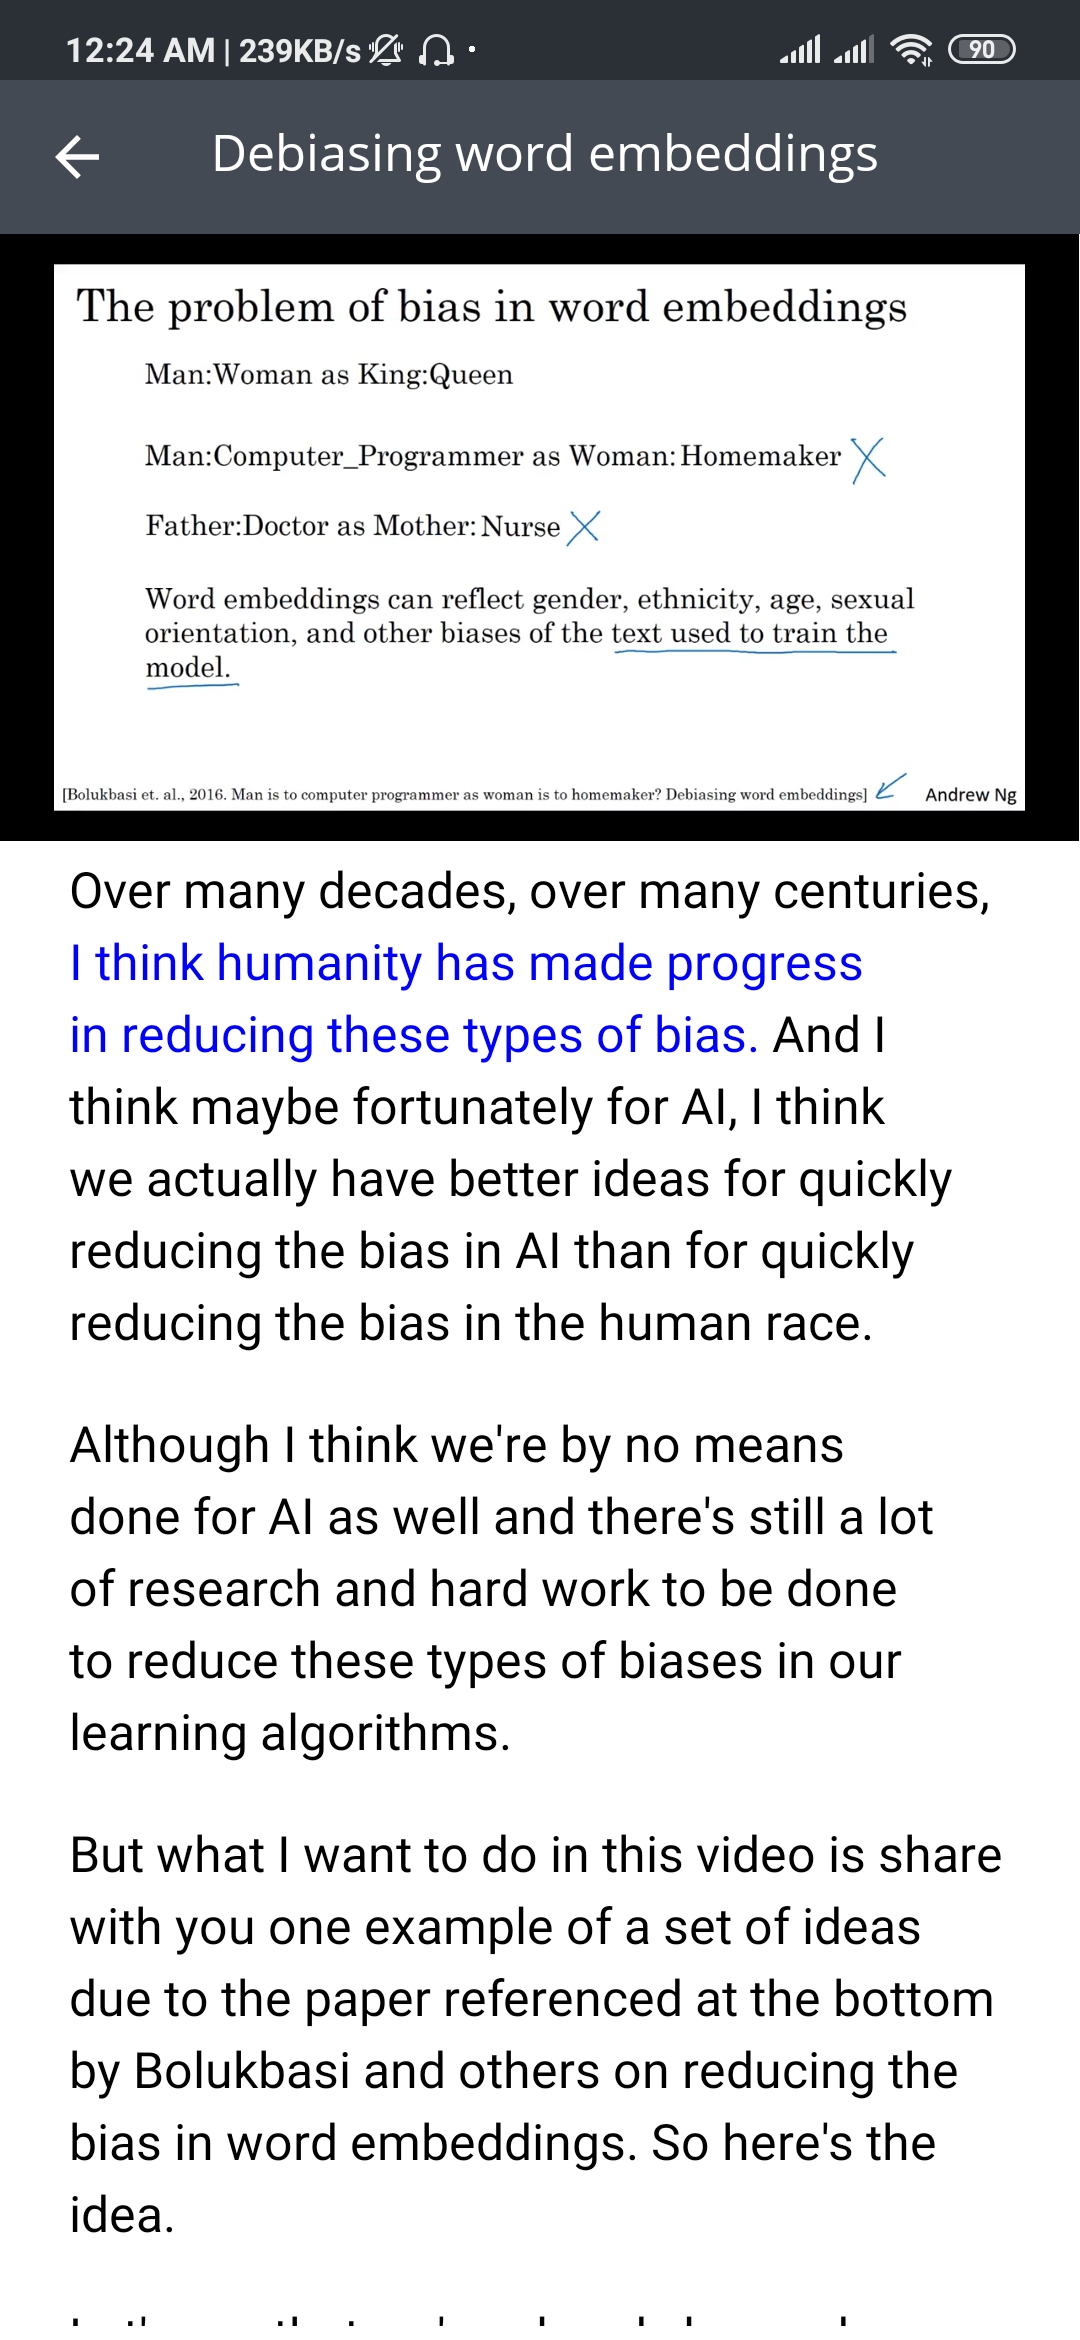 12:24 AM | 239KB/s
90
Debiasing word embeddings
The problem of bias in word embeddings
Man:Woman as King:Queen
Man:Computer_Programmer as Woman:Homemaker
Father:Doctor as Mother:Nurse
Word embeddings can reflect gender, ethnicity, age, sexual
orientation, and other biases of the text used to train the
model.
[Bolukbasi et. al., 2016. Man is to computer programmer as woman is to homemaker? Debiasing word embeddings]
Andrew Ng
Over many decades, over many centuries,
I think humanity has made progress
in reducing these types of bias. And I
think maybe fortunately for AI, I think
we actually have better ideas for quickly
reducing the bias in AI than for quickly
reducing the bias in the human race.
Although I think we're by no means
done for AI as well and there's still a lot
of research and hard work to be done
to reduce these types of biases in our
learning algorithms.
But what I want to do in this video is share
with you one example of a set of ideas
due to the paper referenced at the bottom
by Bolukbasi and others on reducing the
bias in word embeddings. So here's the
idea.